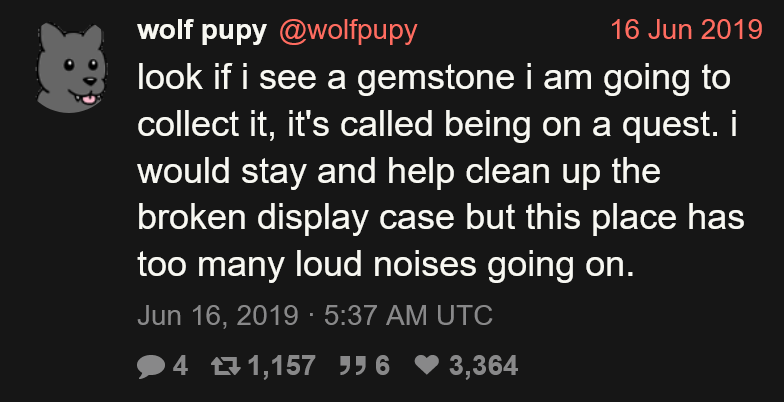 wolf pupy @wolfpupy 16 Jun 2019
look if i see a gemstone i am going to
collect it, it's called being on a quest. i
would stay and help clean up the
broken display case but this place has
too many loud noises going on.
Jun 16, 2019 · 5:37 AM UTC
4 1,157 6 3,364